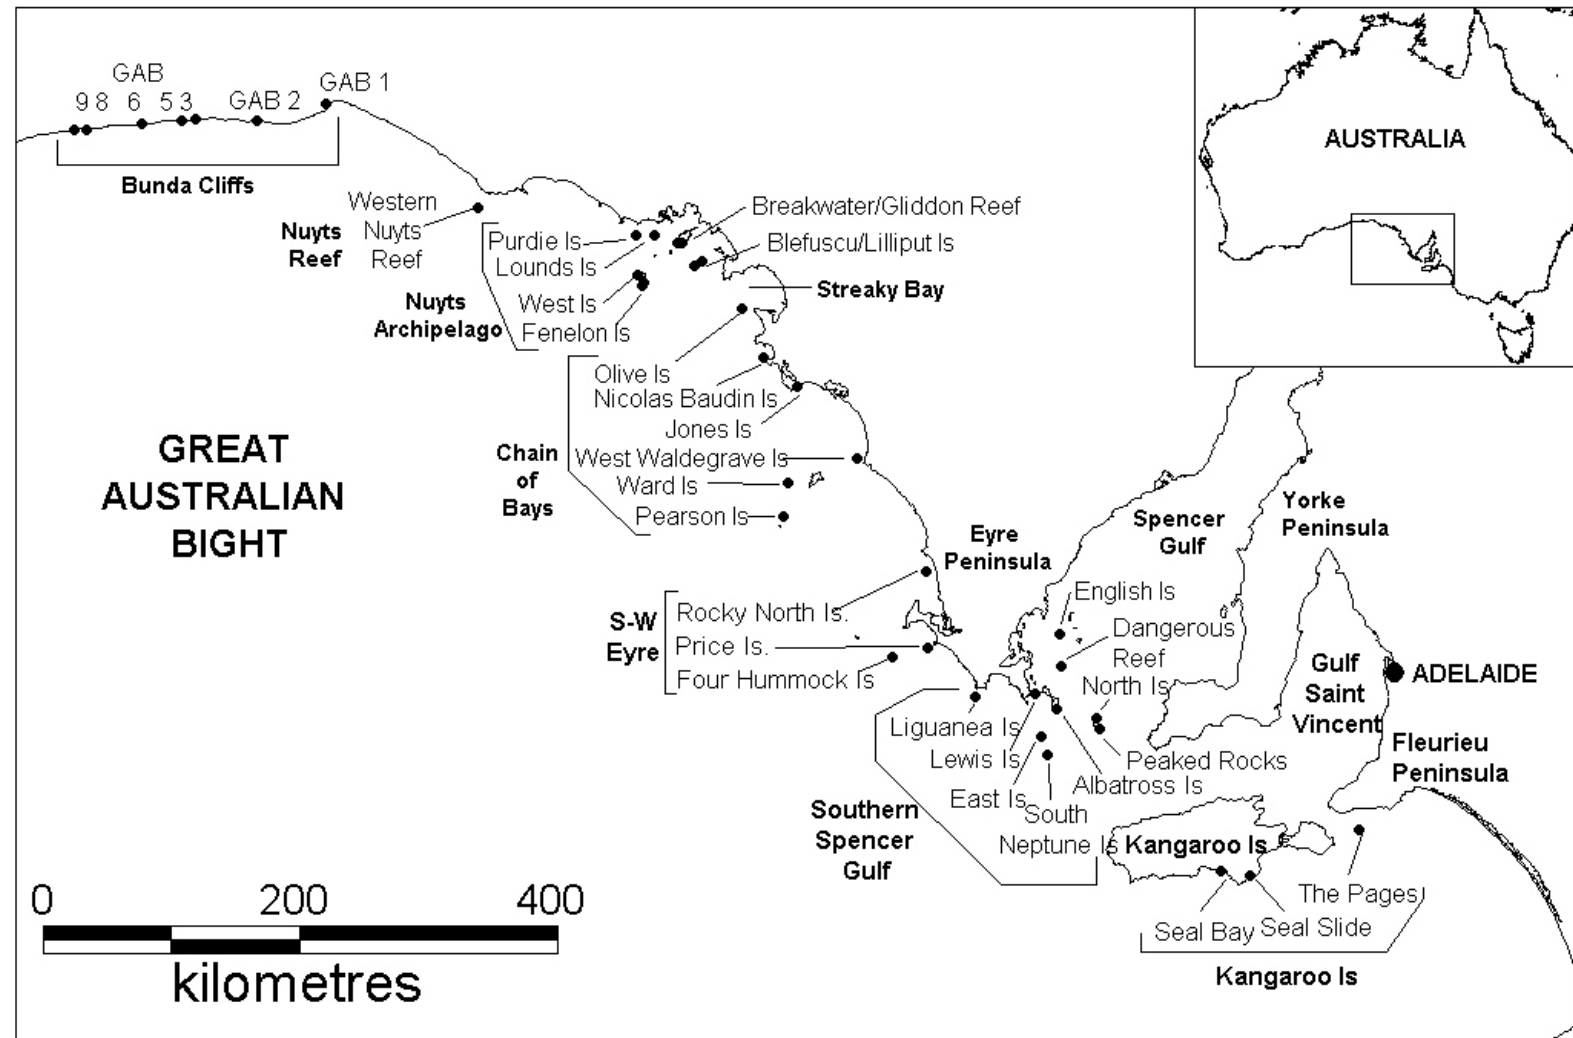 GAB
9 8 6 5 3
GAB 2
GAB 1
Bunda Cliffs
AUSTRALIA
Western
Nuyts
Reef
Nuyts
Reef
Purdie Is
Lounds Is
West Is
Fenelon Is
Nuyts
Archipelago
Breakwater/Gliddon Reef
Blefuscu/Lilliput Is
Streaky Bay
Olive Is
Nicolas Baudin Is
Jones Is
West Waldegrave Is
Ward Is
Pearson Is
Chain
of
Bays
GREAT
AUSTRALIAN
BIGHT
Eyre
Peninsula
Spencer
Gulf
Yorke
Peninsula
Rocky North Is.
Price Is.
Four Hummock Is
S-W
Eyre
English Is
Dangerous
Reef
North Is
Gulf
Saint
Vincent
ADELAIDE
Fleurieu
Peninsula
Liguanea Is
Lewis Is
East Is
South
Neptune Is
Peaked Rocks
Albatross Is
Southern
Spencer
Gulf
Kangaroo Is
The Pages
Seal Bay
Seal Slide
Kangaroo Is
0 200 400
kilometres